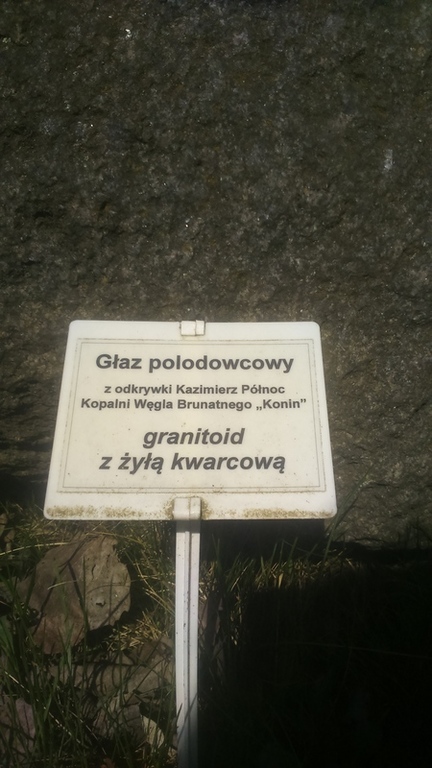 Głaz polodowcowy
z odkrywki Kazimierz Północ
Kopalni Węgla Brunatnego „Konin”
granitoid
z żyłą kwarcową